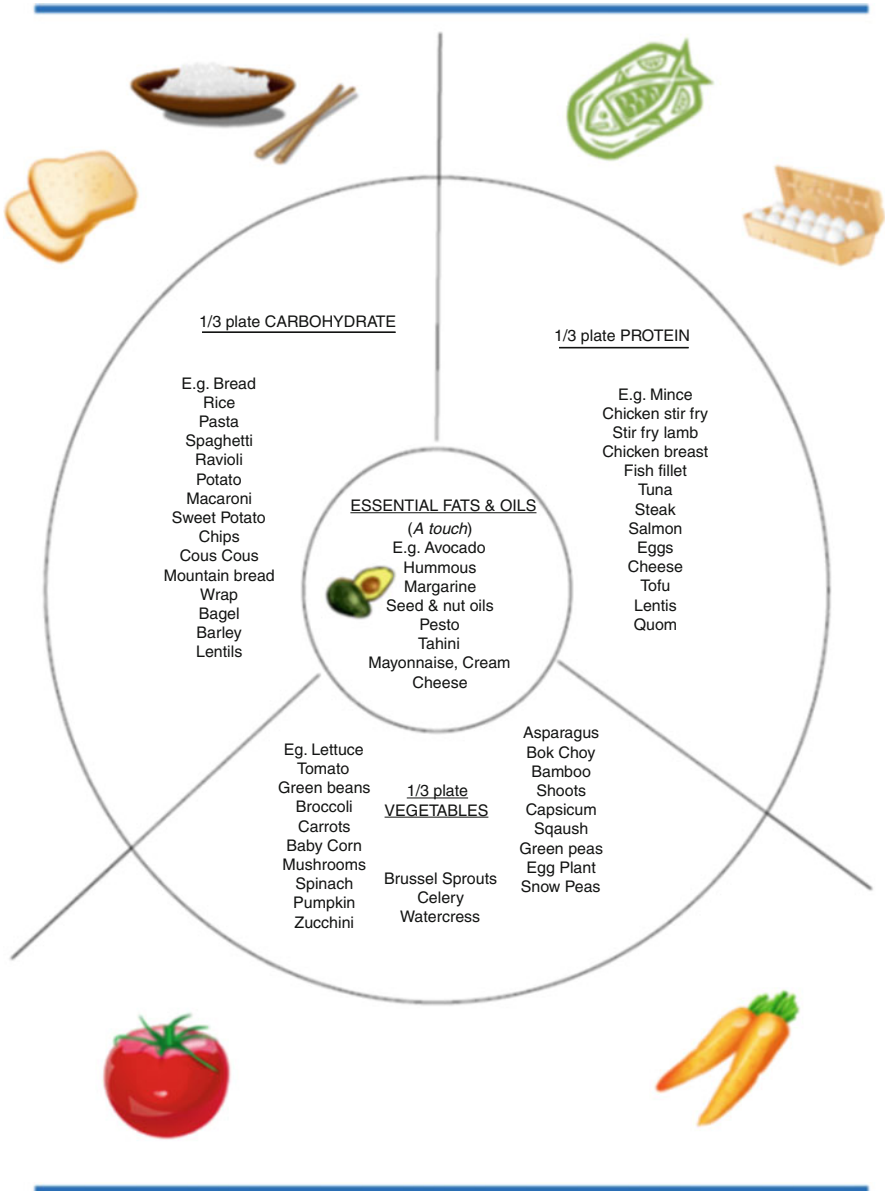 1/3 plate CARBOHYDRATE
E.g. Bread
Rice
Pasta
Spaghetti
Ravioli
Potato
Macaroni
Sweet Potato
Chips
Cous Cous
Mountain bread
Wrap
Bagel
Barley
Lentils
1/3 plate PROTEIN
E.g. Mince
Chicken stir fry
Stir fry lamb
Chicken breast
Fish fillet
Tuna
Steak
Salmon
Eggs
Cheese
Tofu
Lentis
Quom
ESSENTIAL FATS & OILS
(A touch)
E.g. Avocado
Hummous
Margarine
Seed & nut oils
Pesto
Tahini
Mayonnaise, Cream
Cheese
Eg. Lettuce
Tomato
Green beans
Broccoli
Carrots
Baby Corn
Mushrooms
Spinach
Pumpkin
Zucchini
1/3 plate
VEGETABLES
Brussel Sprouts
Celery
Watercress
Asparagus
Bok Choy
Bamboo
Shoots
Capsicum
Sqaush
Green peas
Egg Plant
Snow Peas